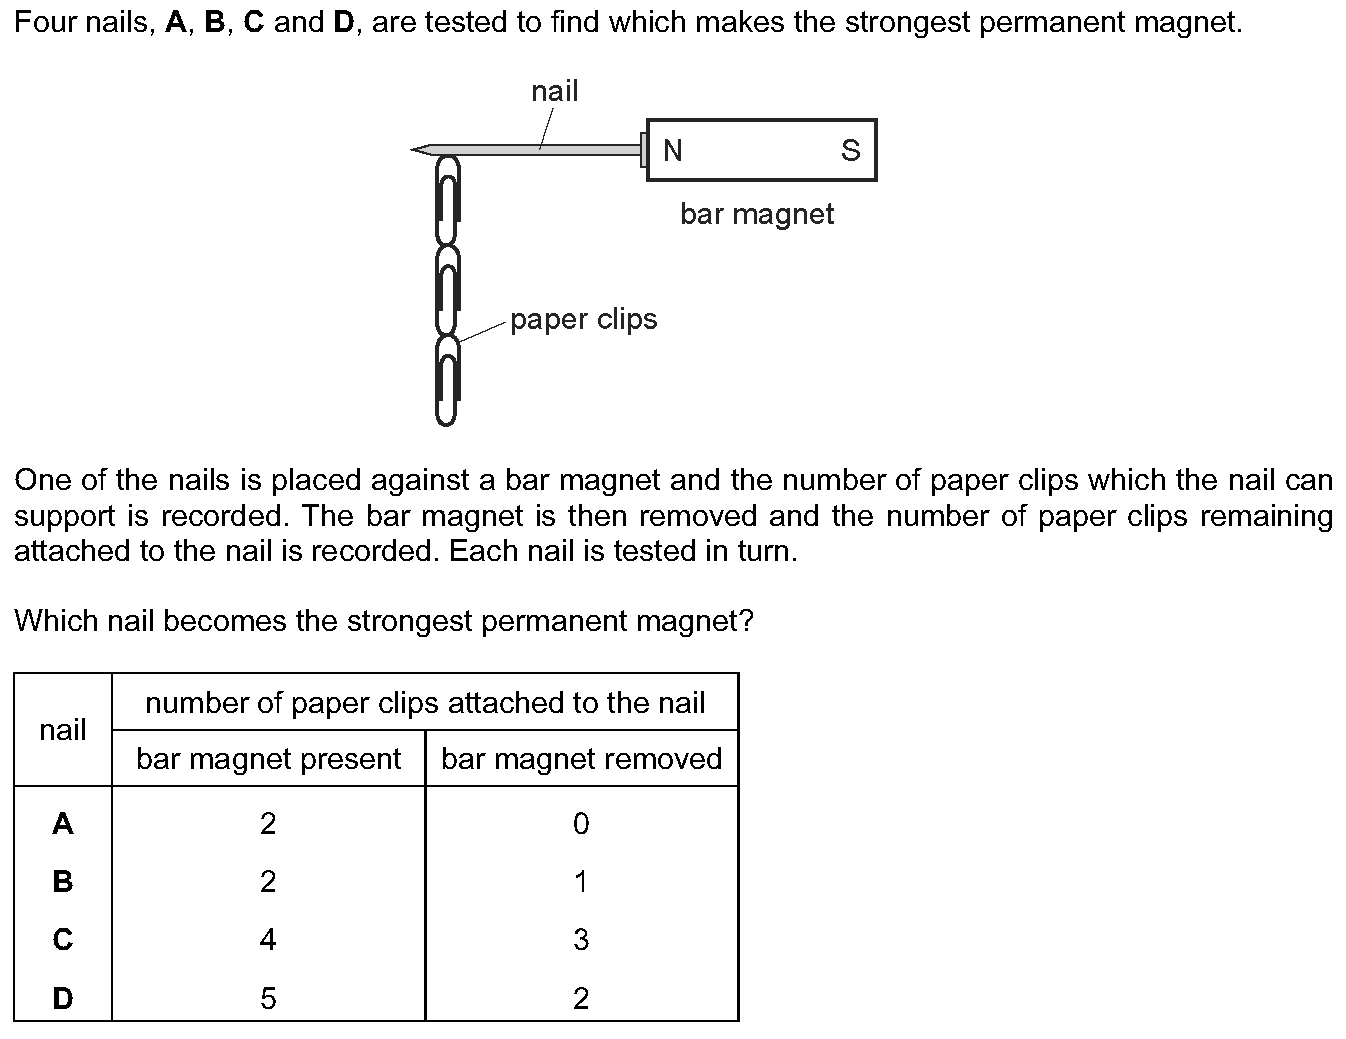 Four nails, A, B, C and D, are tested to find which makes the strongest permanent magnet.
nail
N S
bar magnet
paper clips
One of the nails is placed against a bar magnet and the number of paper clips which the nail can
support is recorded. The bar magnet is then removed and the number of paper clips remaining
attached to the nail is recorded. Each nail is tested in turn.
Which nail becomes the strongest permanent magnet?
number of paper clips attached to the nail
nail
bar magnet present bar magnet removed
A 2 0
B 2 1
C 4 3
D 5 2